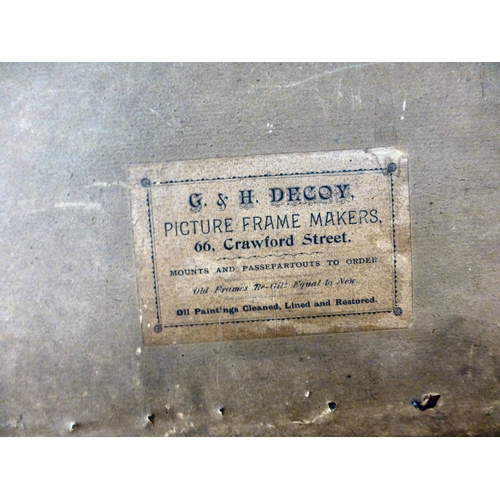 G. & H. DECOY,
PICTURE FRAME MAKERS,
66, Crawford Street.
MOUNTS AND PASSEPARTOUTS TO ORDER.
Old Frames Re-Gilt Equal to New.
Oil Paintings Cleaned, Lined and Restored.